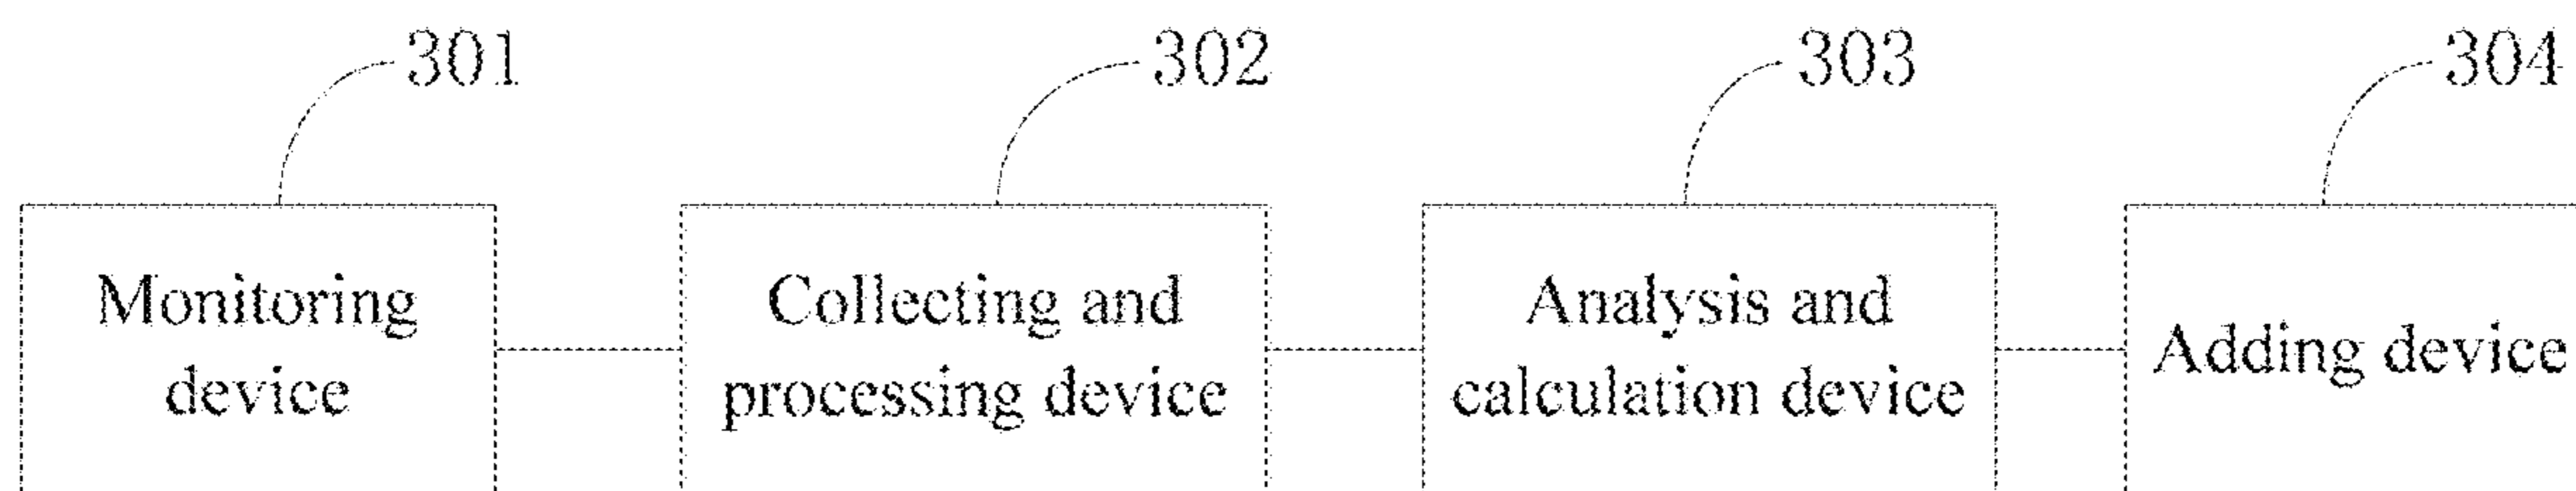 301
302
303
304
Monitoring
device
Collecting and
processing device
Analysis and
calculation device
Adding device